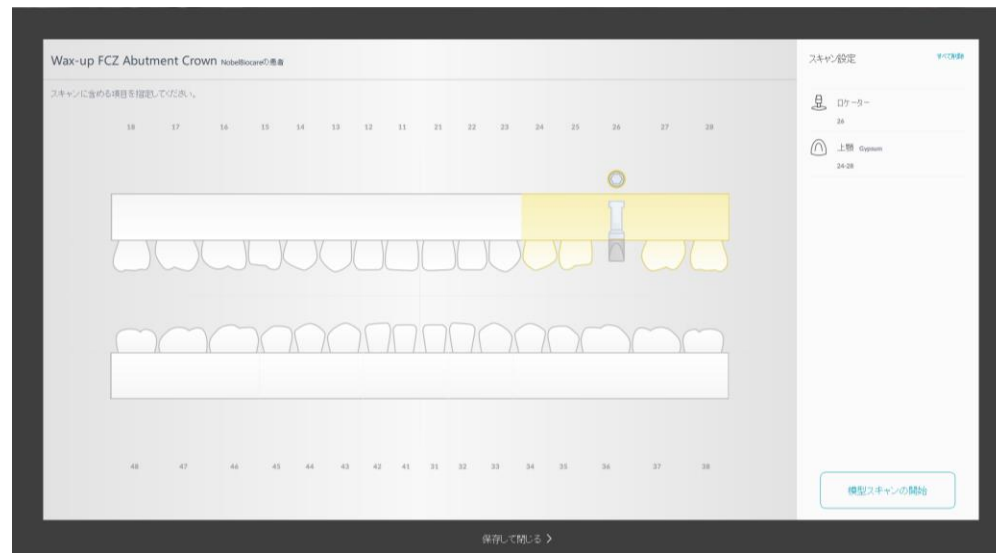 Wax-up FCZ Abutment Crown NobelBiocareの患者
スキャンに含める項目を指定してください。
18 17 16 15 14 13 12 11 21 22 23 24 25 26 27 28
48 47 46 45 44 43 42 41 31 32 33 34 35 36 37 38
スキャン設定 すべて削除
ロケーター
26
上顎 Gypsum
24-28
模型スキャンの開始
保存して閉じる